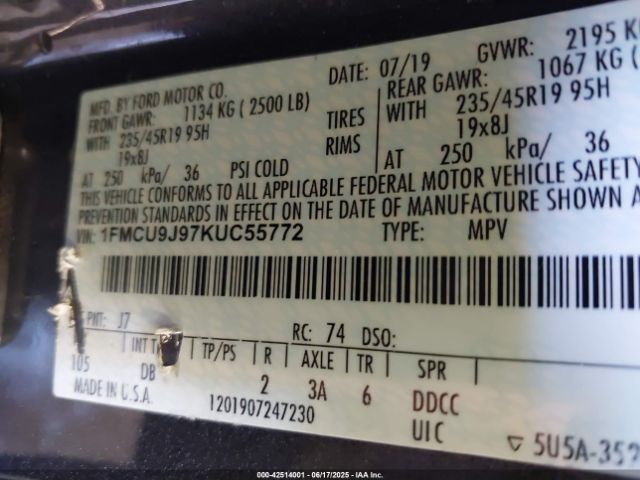 MFD. BY FORD MOTOR CO.
DATE: 07/19
GVWR: 2195 KG
FRONT GAWR: 1134 KG ( 2500 LB)
REAR GAWR: 1067 KG (
WITH 235/45R19 95H TIRES WITH 235/45R19 95H
19x8J RIMS 19x8J
AT 250 kPa/ 36 PSI COLD AT 250 kPa/ 36
THIS VEHICLE CONFORMS TO ALL APPLICABLE FEDERAL MOTOR VEHICLE SAFETY
PREVENTION STANDARDS IN EFFECT ON THE DATE OF MANUFACTURE SHOWN A
VIN: 1FMCU9J97KUC55772 TYPE: MPV
PNT: J7 RC: 74 DSO:
INT TP/PS R AXLE TR SPR
105 DB 2 3A 6 DDCC
MADE IN U.S.A. 1201907247230 UIC
5U5A-352
000-42514001 - 06/17/2025 - IAA, Inc.